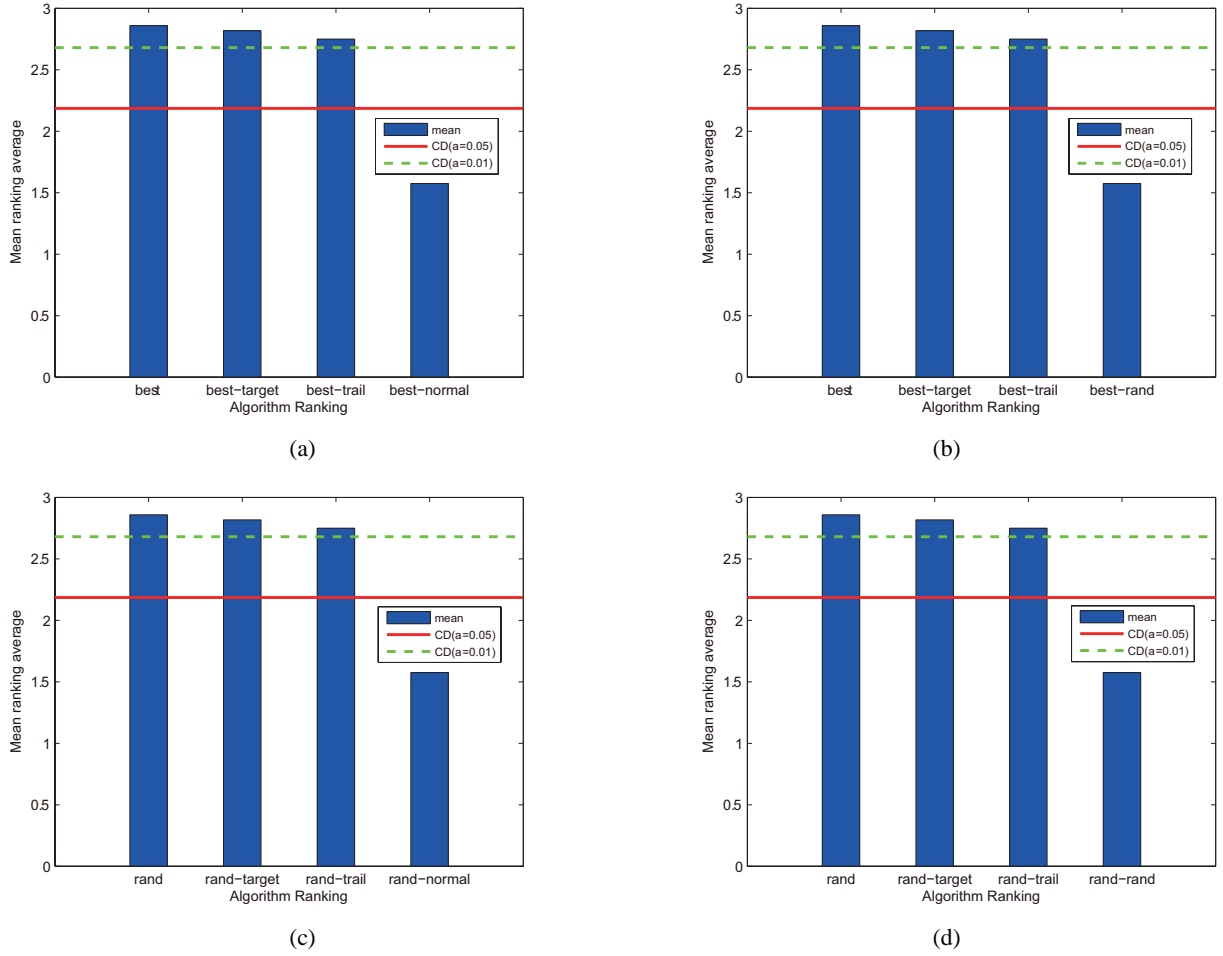 3
2.5
2
1.5
1
0.5
0
Mean ranking average
mean
CD(a=0.05)
CD(a=0.01)
best best−target best−trail best−normal
Algorithm Ranking
(a)
3
2.5
2
1.5
1
0.5
0
Mean ranking average
mean
CD(a=0.05)
CD(a=0.01)
best best−target best−trail best−rand
Algorithm Ranking
(b)
3
2.5
2
1.5
1
0.5
0
Mean ranking average
mean
CD(a=0.05)
CD(a=0.01)
rand rand−target rand−trail rand−normal
Algorithm Ranking
(c)
3
2.5
2
1.5
1
0.5
0
Mean ranking average
mean
CD(a=0.05)
CD(a=0.01)
rand rand−target rand−trail rand−rand
Algorithm Ranking
(d)